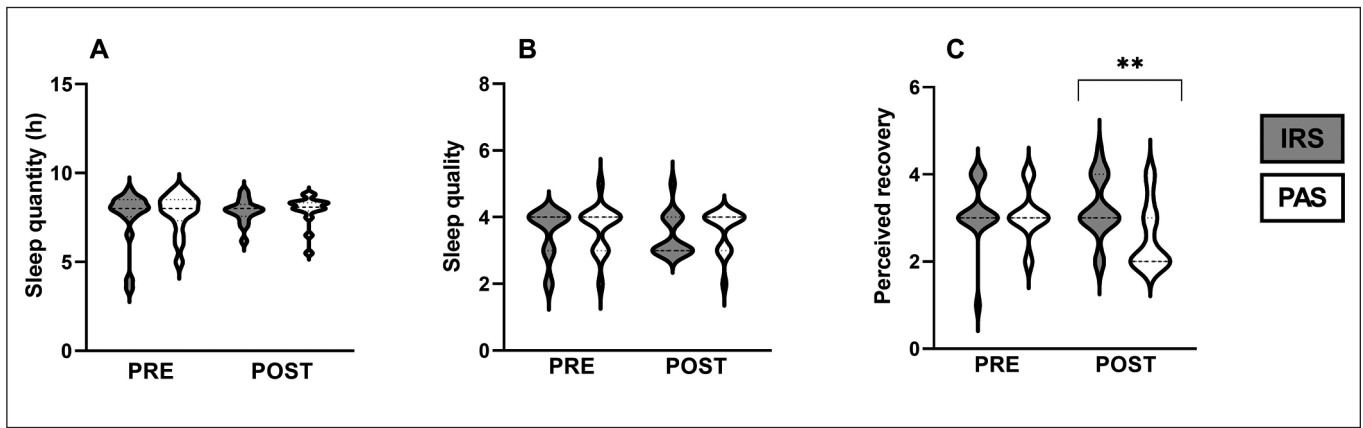 A
Sleep quantity (h)
15
10
5
0
PRE
POST
B
Sleep quality
8
6
4
2
0
PRE
POST
C
**
Perceived recovery
6
4
2
0
PRE
POST
IRS
PAS